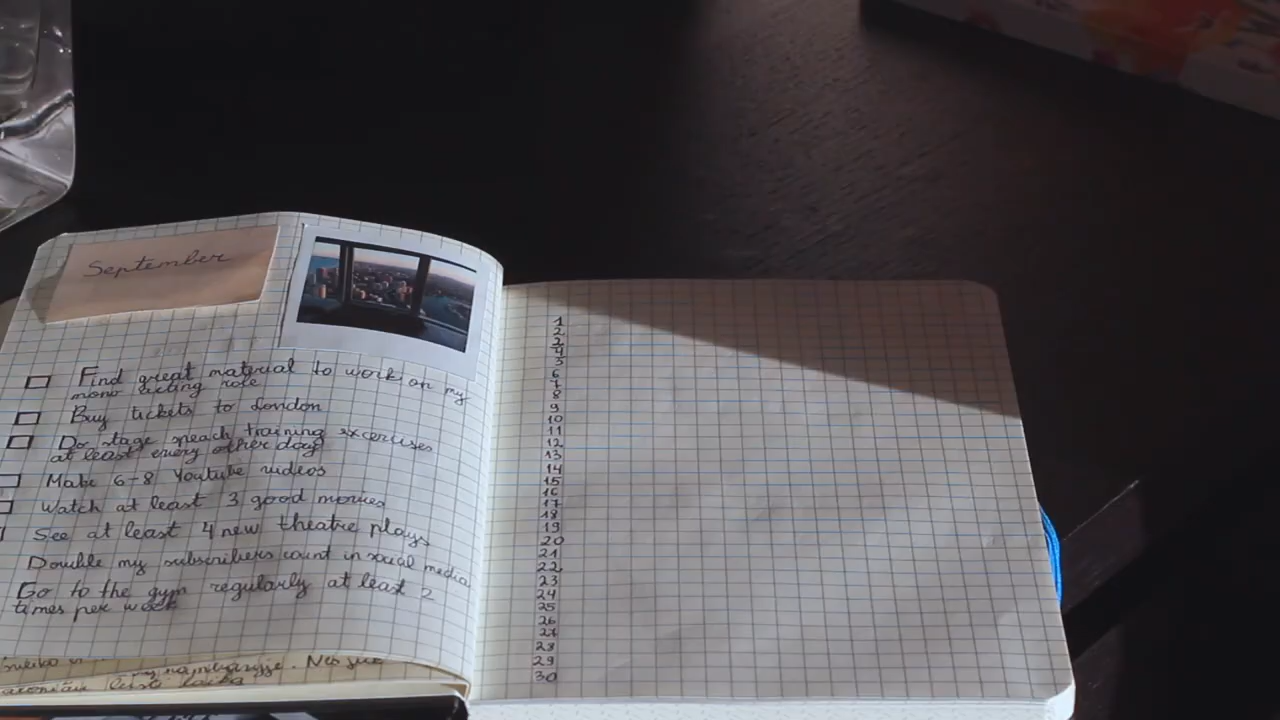 September
Find great material to work on my
mono acting role
Buy tickets to London
Do stage speach training exceruses
at least every other day
Make 6-8 Youtube videos
Watch at least 3 good movies
See at least 4 new theatre plays
Double my subscribers count in social media
Go to the gym regularly at least 2
times per week
1
2
3
4
5
6
7
8
9
10
11
12
13
14
15
16
17
18
19
20
21
22
23
24
25
26
27
28
29
30